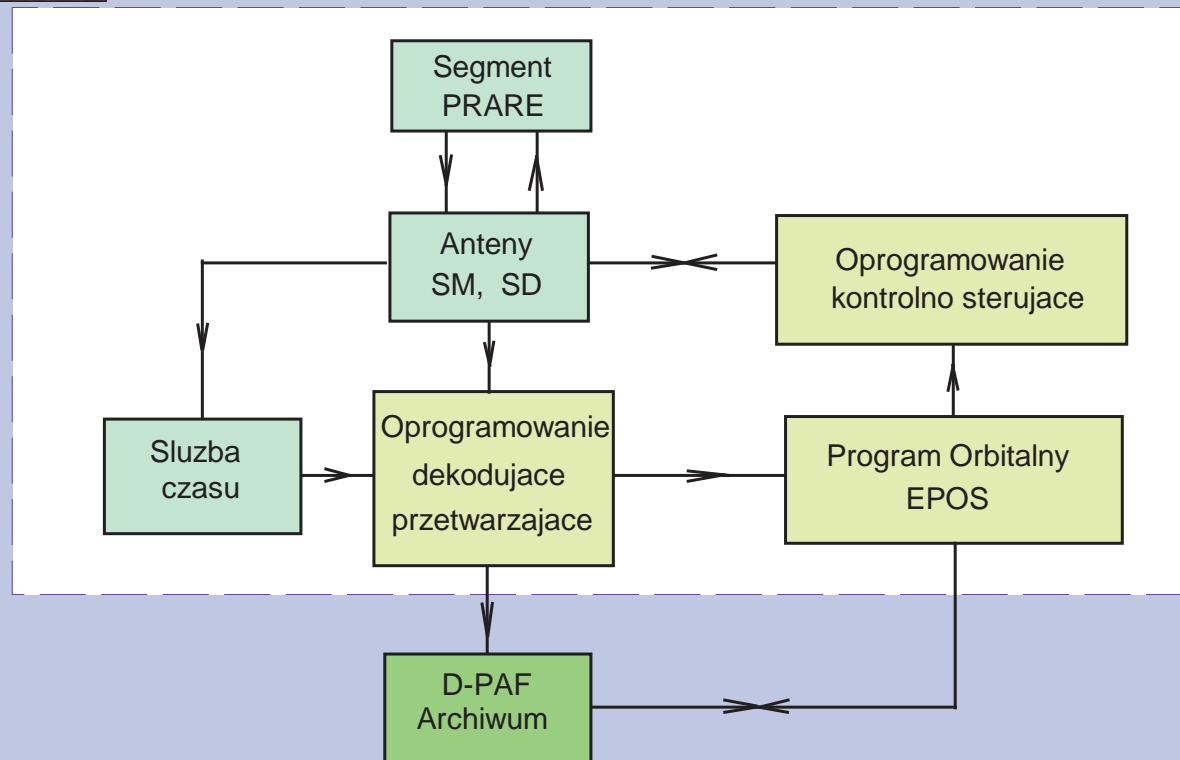 Segment
PRARE
Anteny
SM, SD
Oprogramowanie
kontrolno sterujace
Oprogramowanie
dekodujace
przetwarzajace
Sluzba
czasu
Program Orbitalny
EPOS
D-PAF
Archiwum